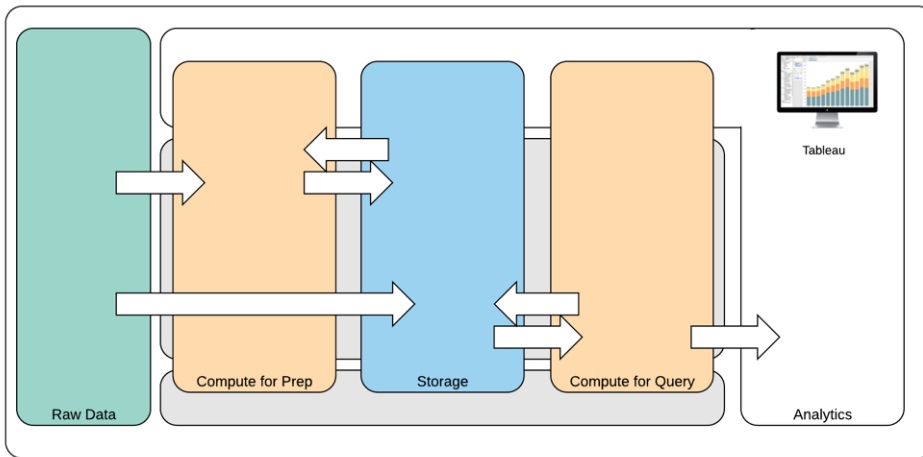 Tableau
Compute for Prep
Storage
Compute for Query
Raw Data
Analytics